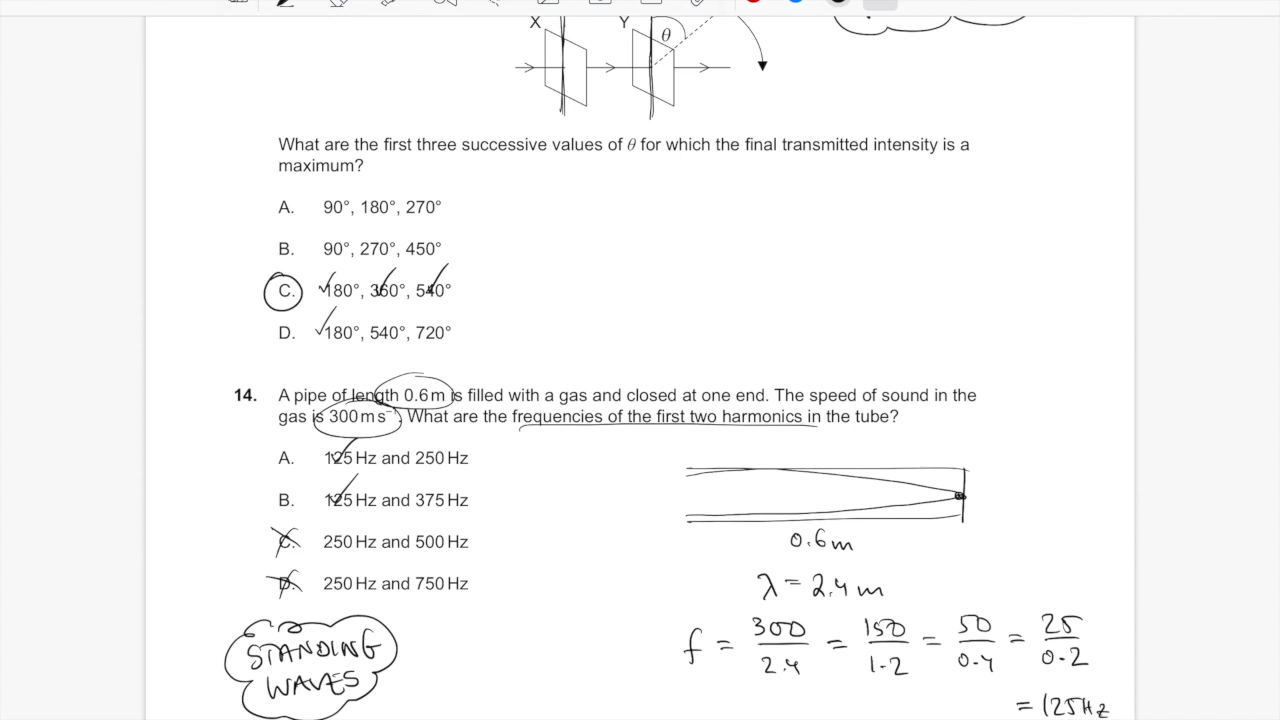 X
Y
θ
What are the first three successive values of θ for which the final transmitted intensity is a
maximum?
A. 90°, 180°, 270°
B. 90°, 270°, 450°
C. 180°, 360°, 540°
D. 180°, 540°, 720°
14. A pipe of length 0.6 m is filled with a gas and closed at one end. The speed of sound in the
gas is 300 m s⁻¹. What are the frequencies of the first two harmonics in the tube?
A. 125 Hz and 250 Hz
B. 125 Hz and 375 Hz
C. 250 Hz and 500 Hz
D. 250 Hz and 750 Hz
0.6m
λ = 2.4 m
f = 300/2.4 = 150/1.2 = 50/0.4 = 25/0.2
= 125Hz
STANDING
WAVES